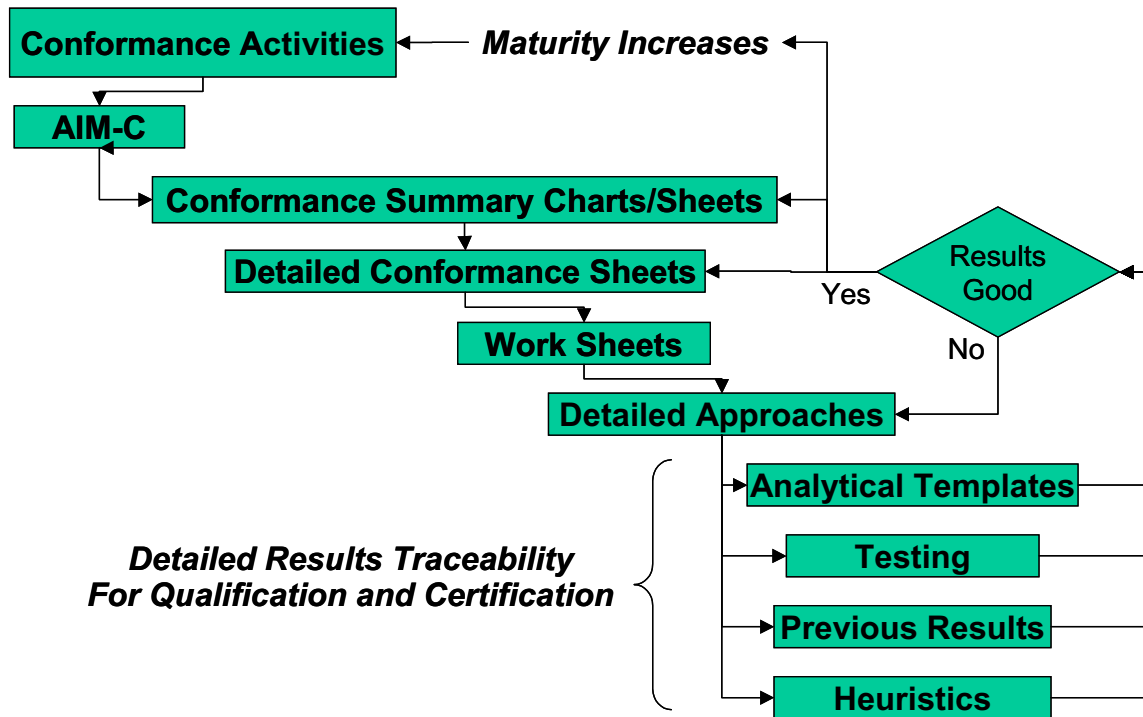 Conformance Activities
Maturity Increases
AIM-C
Conformance Summary Charts/Sheets
Detailed Conformance Sheets
Results
Good
Yes
Work Sheets
No
Detailed Approaches
Analytical Templates
Detailed Results Traceability
For Qualification and Certification
Testing
Previous Results
Heuristics